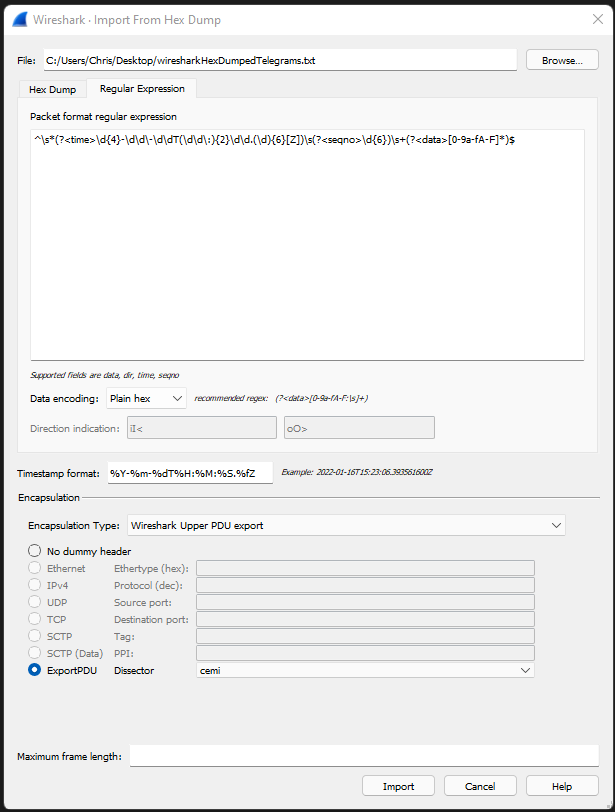 Wireshark · Import From Hex Dump
File: C:/Users/Chris/Desktop/wiresharkHexDumpedTelegrams.txt Browse...
Hex Dump Regular Expression
Packet format regular expression
^\s*(?<time>\d{4}-\d\d\-\d\dT(\d\d\:){2}\d\d.(\d){6}[Z])\s(?<seqno>\d{6})\s+(?<data>[0-9a-fA-F]*)$
Supported fields are data, dir, time, seqno
Data encoding: Plain hex recommended regex: (?<data>[0-9a-fA-F:\s]+)
Direction indication: iI< oO>
Timestamp format: %Y-%m-%dT%H:%M:%S.%fZ Example: 2022-01-16T15:23:06.393561600Z
Encapsulation
Encapsulation Type: Wireshark Upper PDU export
No dummy header
Ethernet Ethertype (hex):
IPv4 Protocol (dec):
UDP Source port:
TCP Destination port:
SCTP Tag:
SCTP (Data) PPI:
ExportPDU Dissector cemi
Maximum frame length:
Import Cancel Help